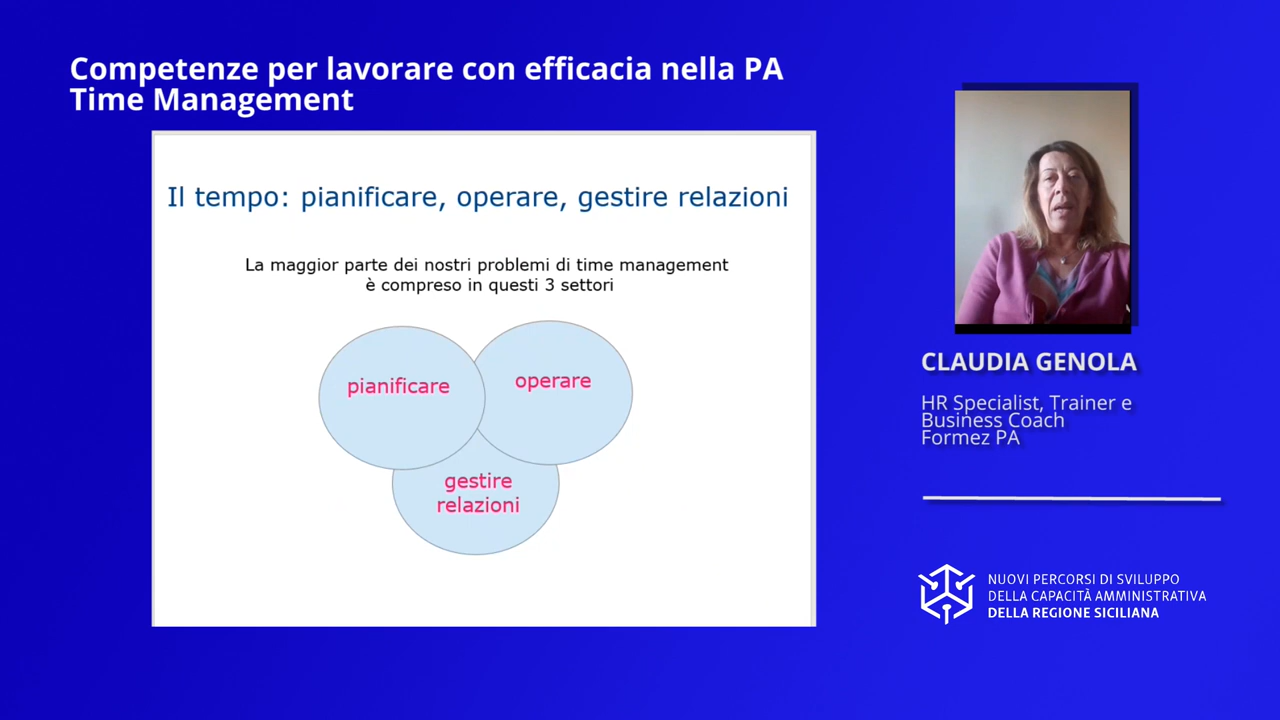 Competenze per lavorare con efficacia nella PA
Time Management
Il tempo: pianificare, operare, gestire relazioni
La maggior parte dei nostri problemi di time management
è compreso in questi 3 settori
pianificare
operare
gestire
relazioni
CLAUDIA GENOLA
HR Specialist, Trainer e
Business Coach
Formez PA
NUOVI PERCORSI DI SVILUPPO
DELLA CAPACITÀ AMMINISTRATIVA
DELLA REGIONE SICILIANA